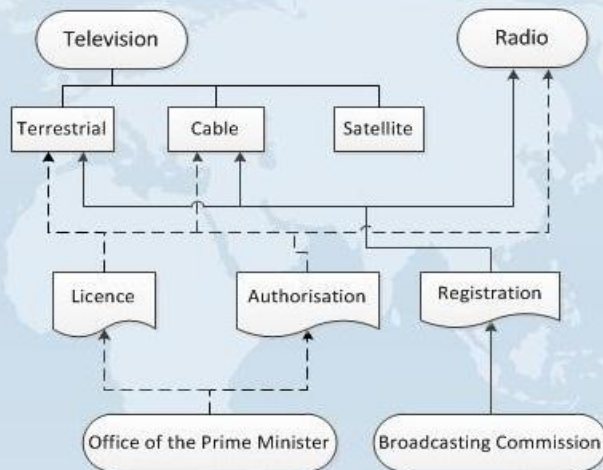 Television
Radio
Terrestrial
Cable
Satellite
Licence
Authorisation
Registration
Office of the Prime Minister
Broadcasting Commission